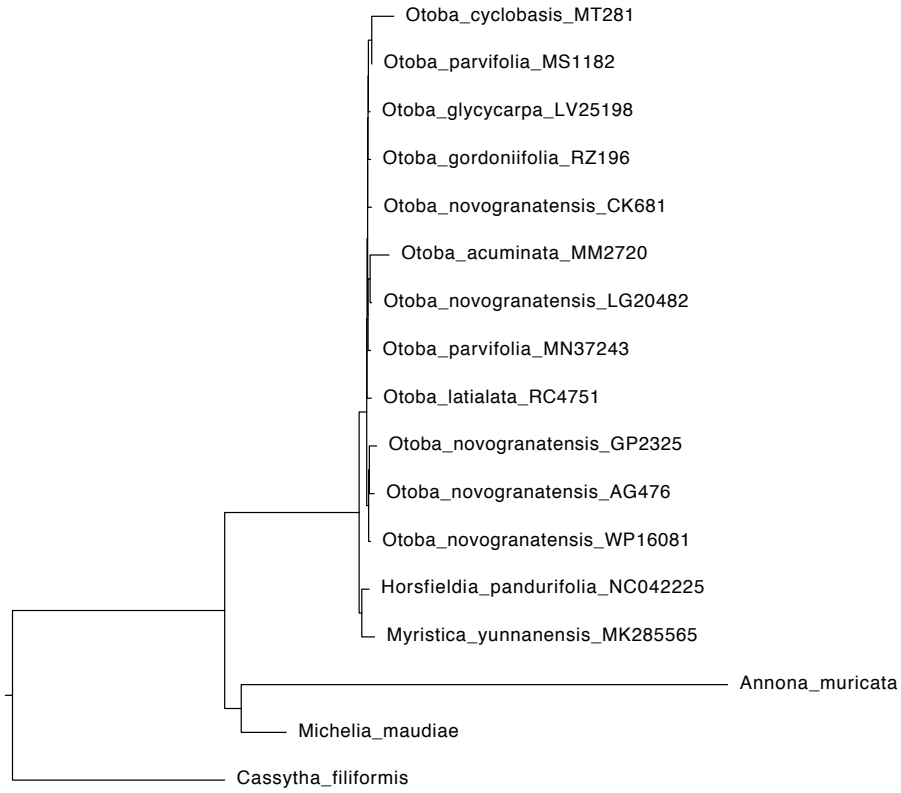 Otoba_cyclobasis_MT281
Otoba_parvifolia_MS1182
Otoba_glycycarpa_LV25198
Otoba_gordoniifolia_RZ196
Otoba_novogranatensis_CK681
Otoba_acuminata_MM2720
Otoba_novogranatensis_LG20482
Otoba_parvifolia_MN37243
Otoba_latialata_RC4751
Otoba_novogranatensis_GP2325
Otoba_novogranatensis_AG476
Otoba_novogranatensis_WP16081
Horsfieldia_pandurifolia_NC042225
Myristica_yunnanensis_MK285565
Annona_muricata
Michelia_maudiae
Cassytha_filiformis